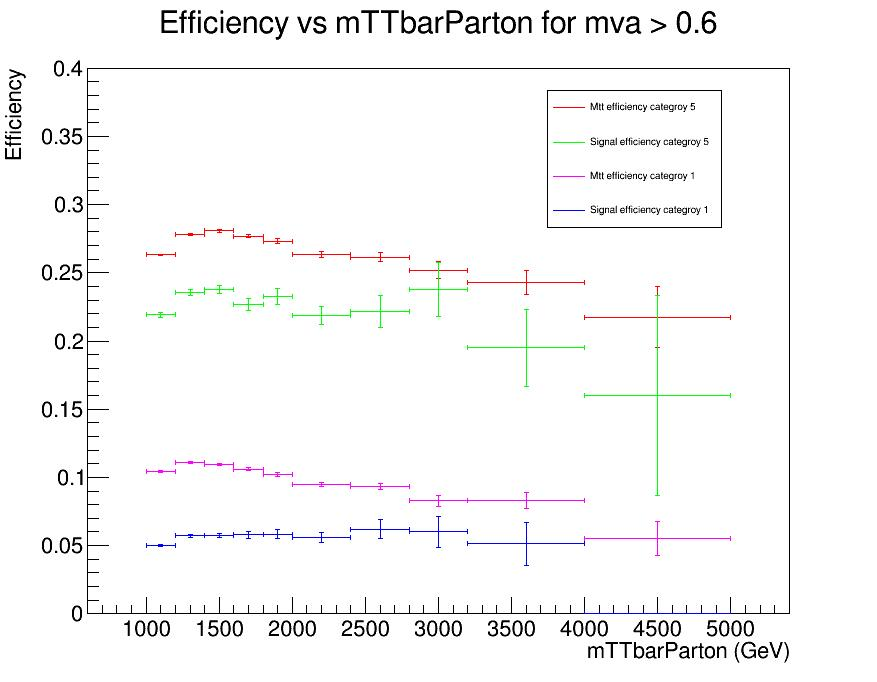 Efficiency vs mTTbarParton for mva > 0.6
Efficiency
0.4
0.35
0.3
0.25
0.2
0.15
0.1
0.05
0
Mtt efficiency categroy 5
Signal efficiency categroy 5
Mtt efficiency categroy 1
Signal efficiency categroy 1
1000 1500 2000 2500 3000 3500 4000 4500 5000
mTTbarParton (GeV)